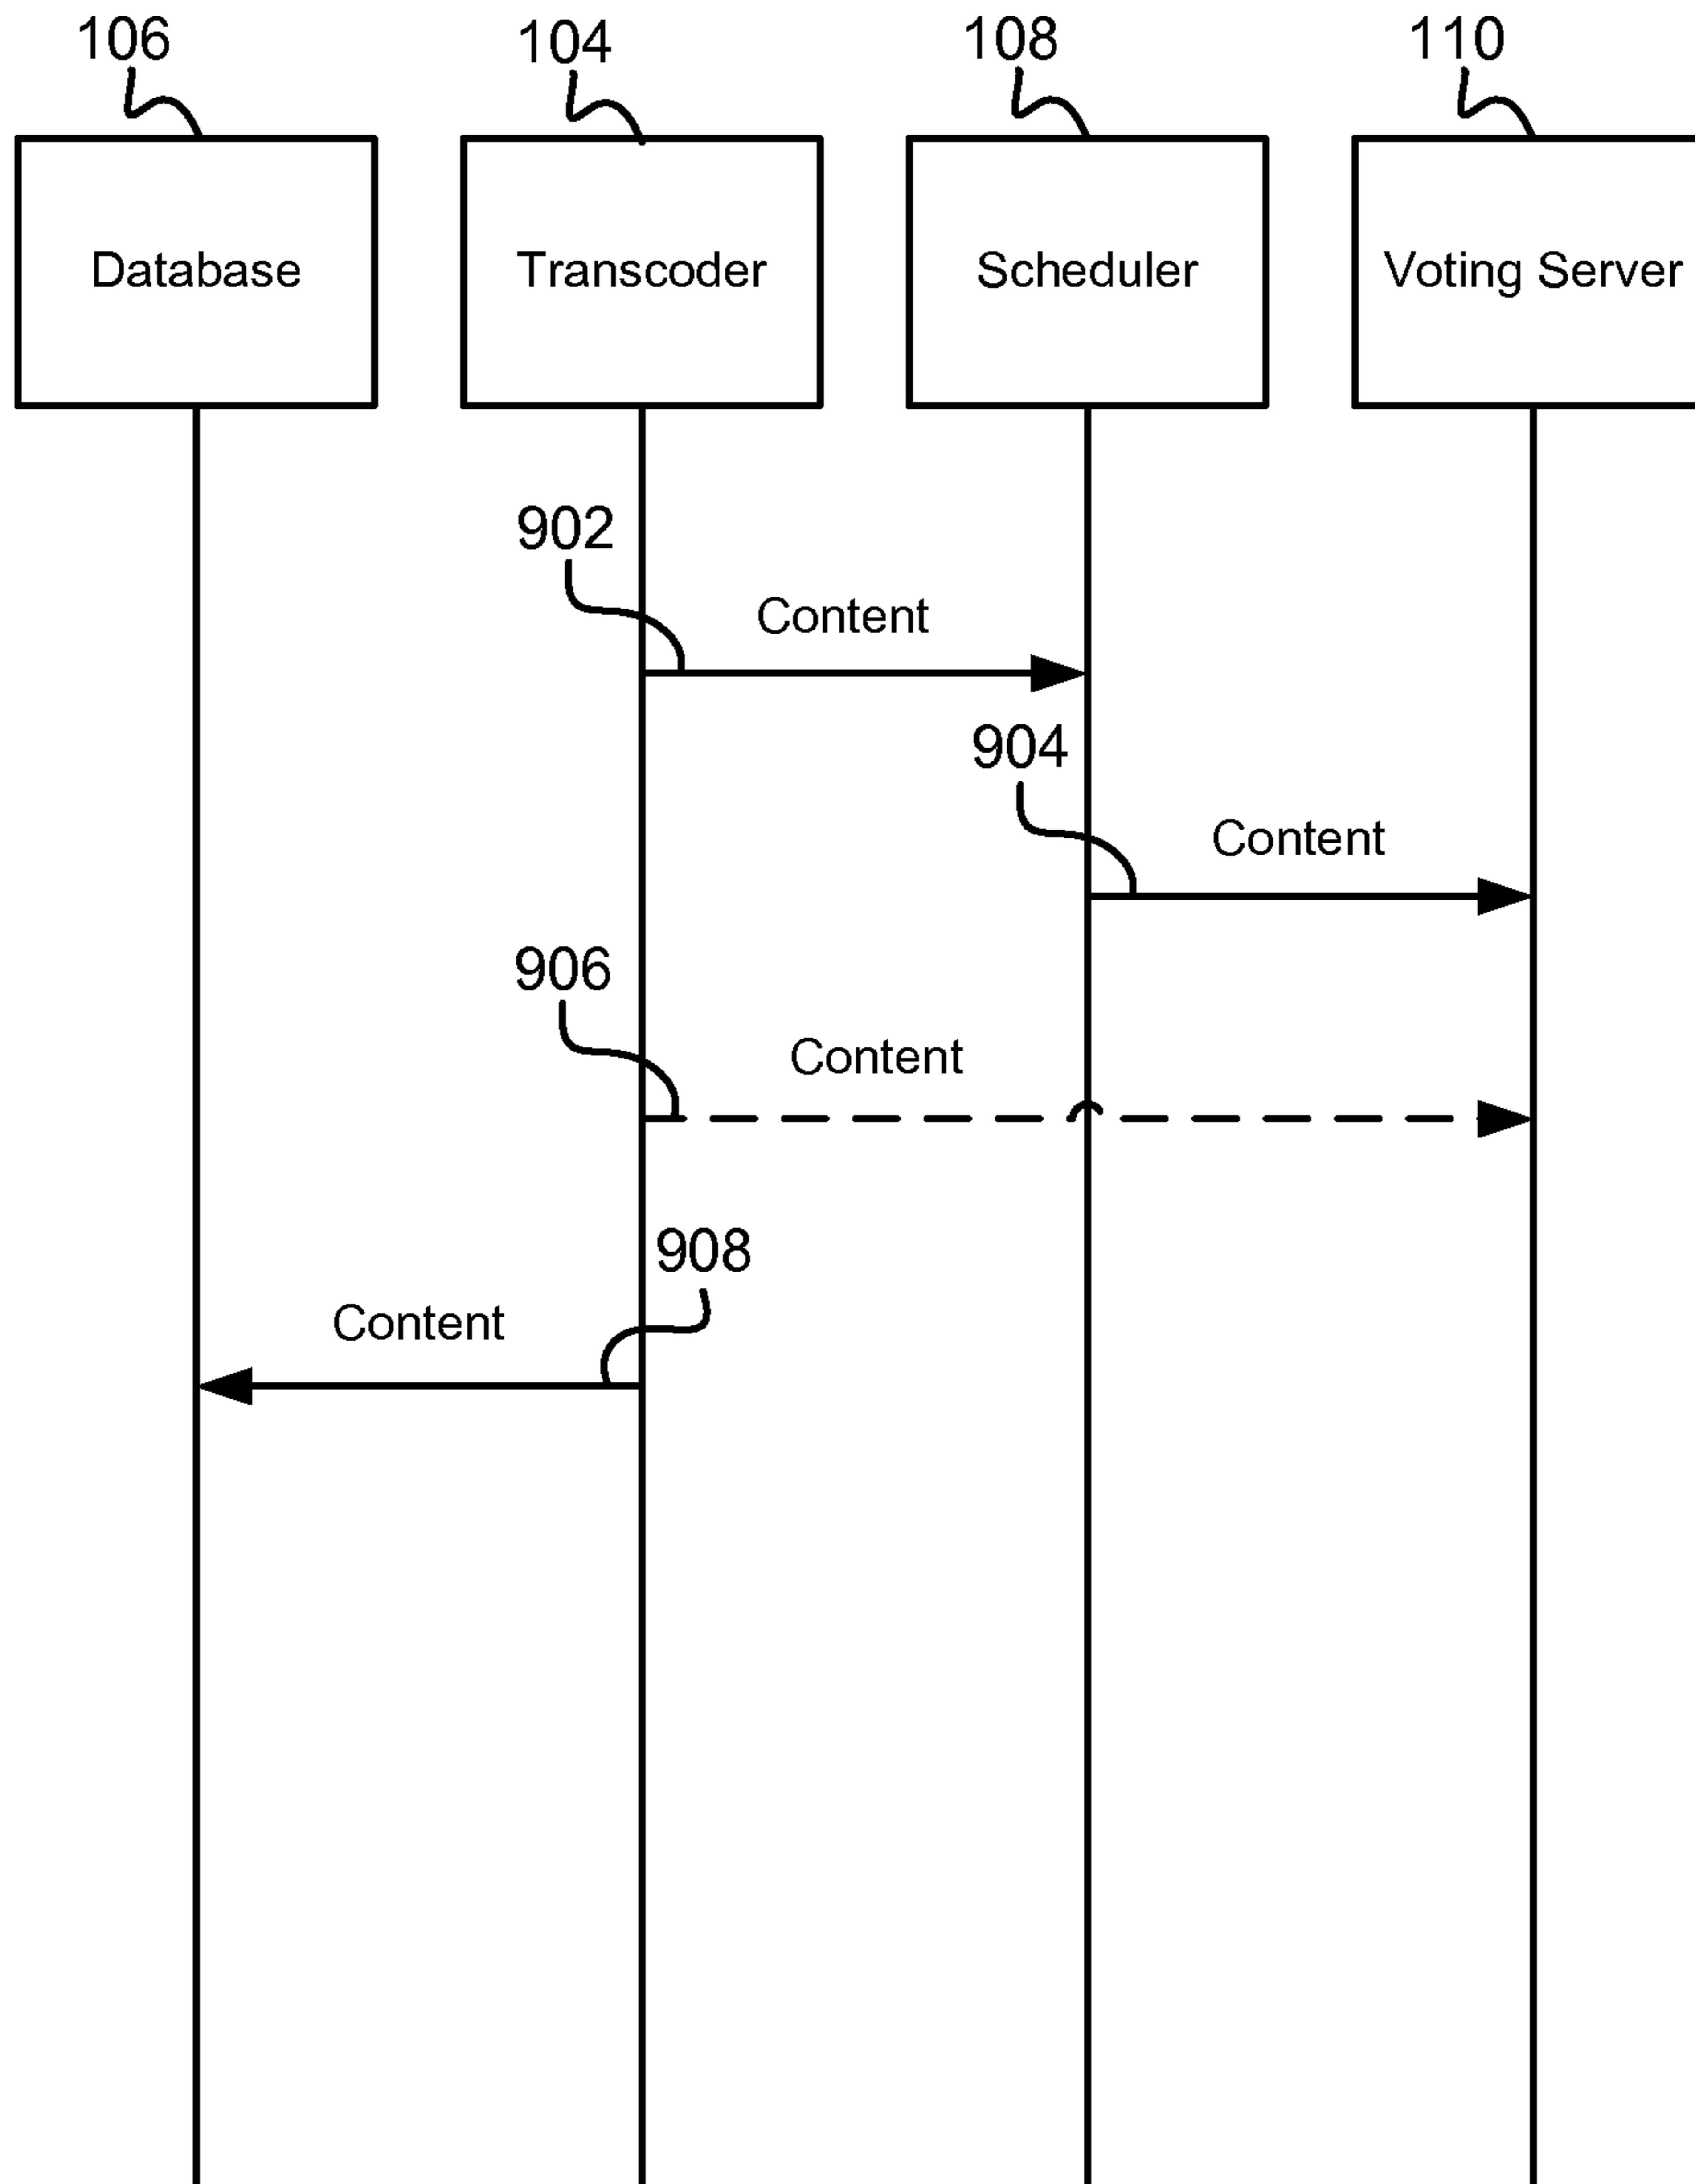 106
104
108
110
Database
Transcoder
Scheduler
Voting Server
902
Content
904
Content
906
Content
908
Content